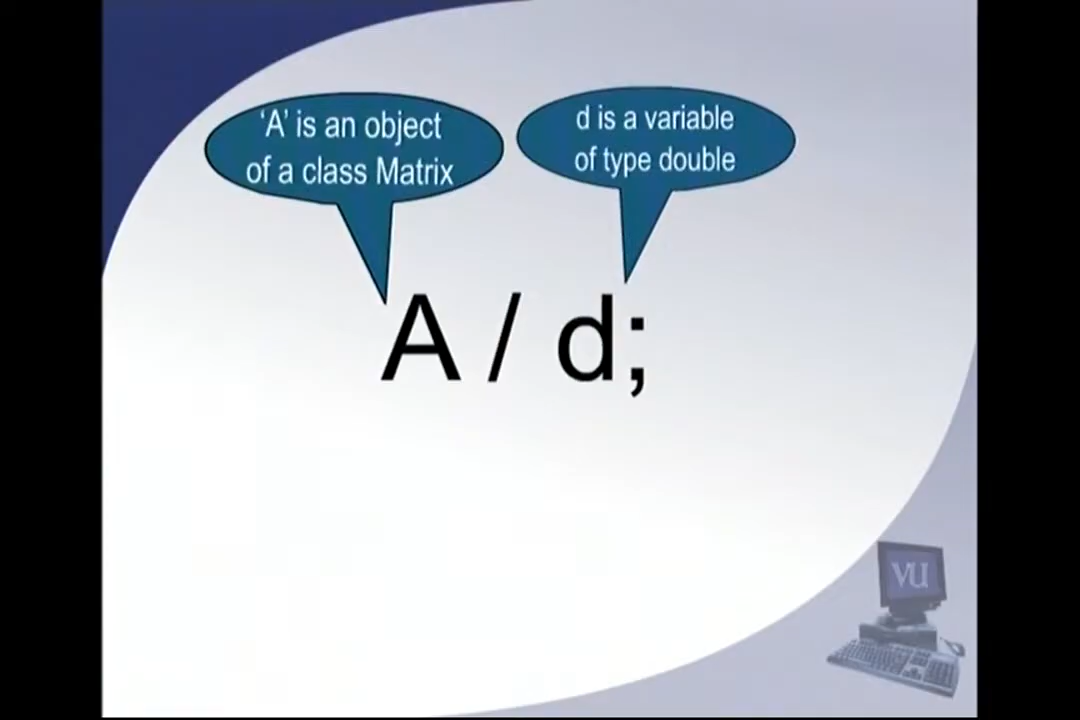 ‘A’ is an object
of a class Matrix
d is a variable
of type double
A / d;
VU